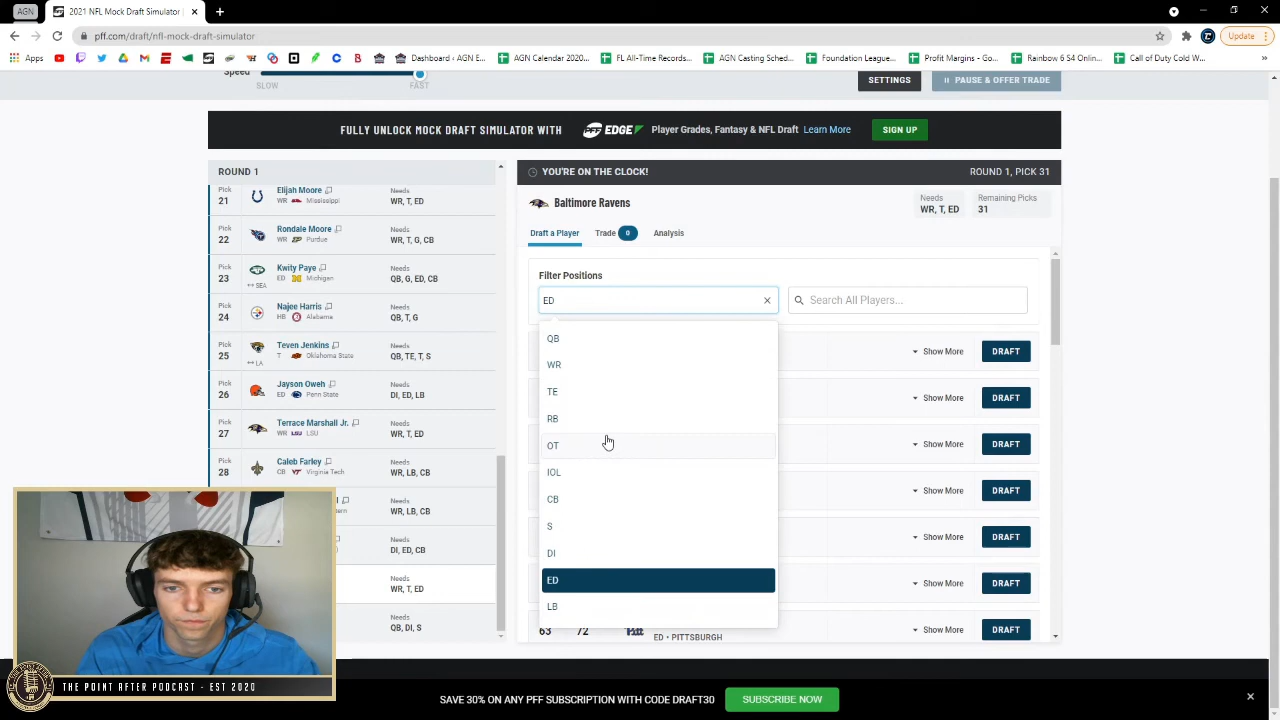 AGN
2021 NFL Mock Draft Simulator
pff.com/draft/nfl-mock-draft-simulator
Update
Apps
Dashboard ‹ AGN E...
AGN Calendar 2020...
FL All-Time Records...
AGN Casting Sched...
Foundation League...
Profit Margins - Go...
Rainbow 6 S4 Onlin...
Call of Duty Cold W...
Speed
SLOW
FAST
SETTINGS
PAUSE & OFFER TRADE
FULLY UNLOCK MOCK DRAFT SIMULATOR WITH
PFF EDGE
Player Grades, Fantasy & NFL Draft Learn More
SIGN UP
ROUND 1
Pick 21
Elijah Moore
WR Mississippi
Needs
WR, T, ED
Pick 22
Rondale Moore
WR Purdue
Needs
WR, T, G, CB
Pick 23
↔ SEA
Kwity Paye
ED Michigan
Needs
QB, G, ED, CB
Pick 24
Najee Harris
HB Alabama
Needs
QB, T, G
Pick 25
↔ LA
Teven Jenkins
T Oklahoma State
Needs
QB, TE, T, S
Pick 26
Jayson Oweh
ED Penn State
Needs
DI, ED, LB
Pick 27
Terrace Marshall Jr.
WR LSU LSU
Needs
WR, T, ED
Pick 28
Caleb Farley
CB Virginia Tech
Needs
WR, LB, CB
Needs
WR, LB, CB
Needs
DI, ED, CB
Needs
WR, T, ED
Needs
QB, DI, S
YOU'RE ON THE CLOCK!
ROUND 1, PICK 31
Baltimore Ravens
Needs
WR, T, ED
Remaining Picks
31
Draft a Player
Trade 0
Analysis
Filter Positions
ED
Search All Players...
QB
WR
TE
RB
OT
IOL
CB
S
DI
ED
LB
Show More DRAFT
Show More DRAFT
Show More DRAFT
Show More DRAFT
Show More DRAFT
Show More DRAFT
63 72 Pitt ED • PITTSBURGH Show More DRAFT
THE POINT AFTER PODCAST - EST 2020
SAVE 30% ON ANY PFF SUBSCRIPTION WITH CODE DRAFT30
SUBSCRIBE NOW